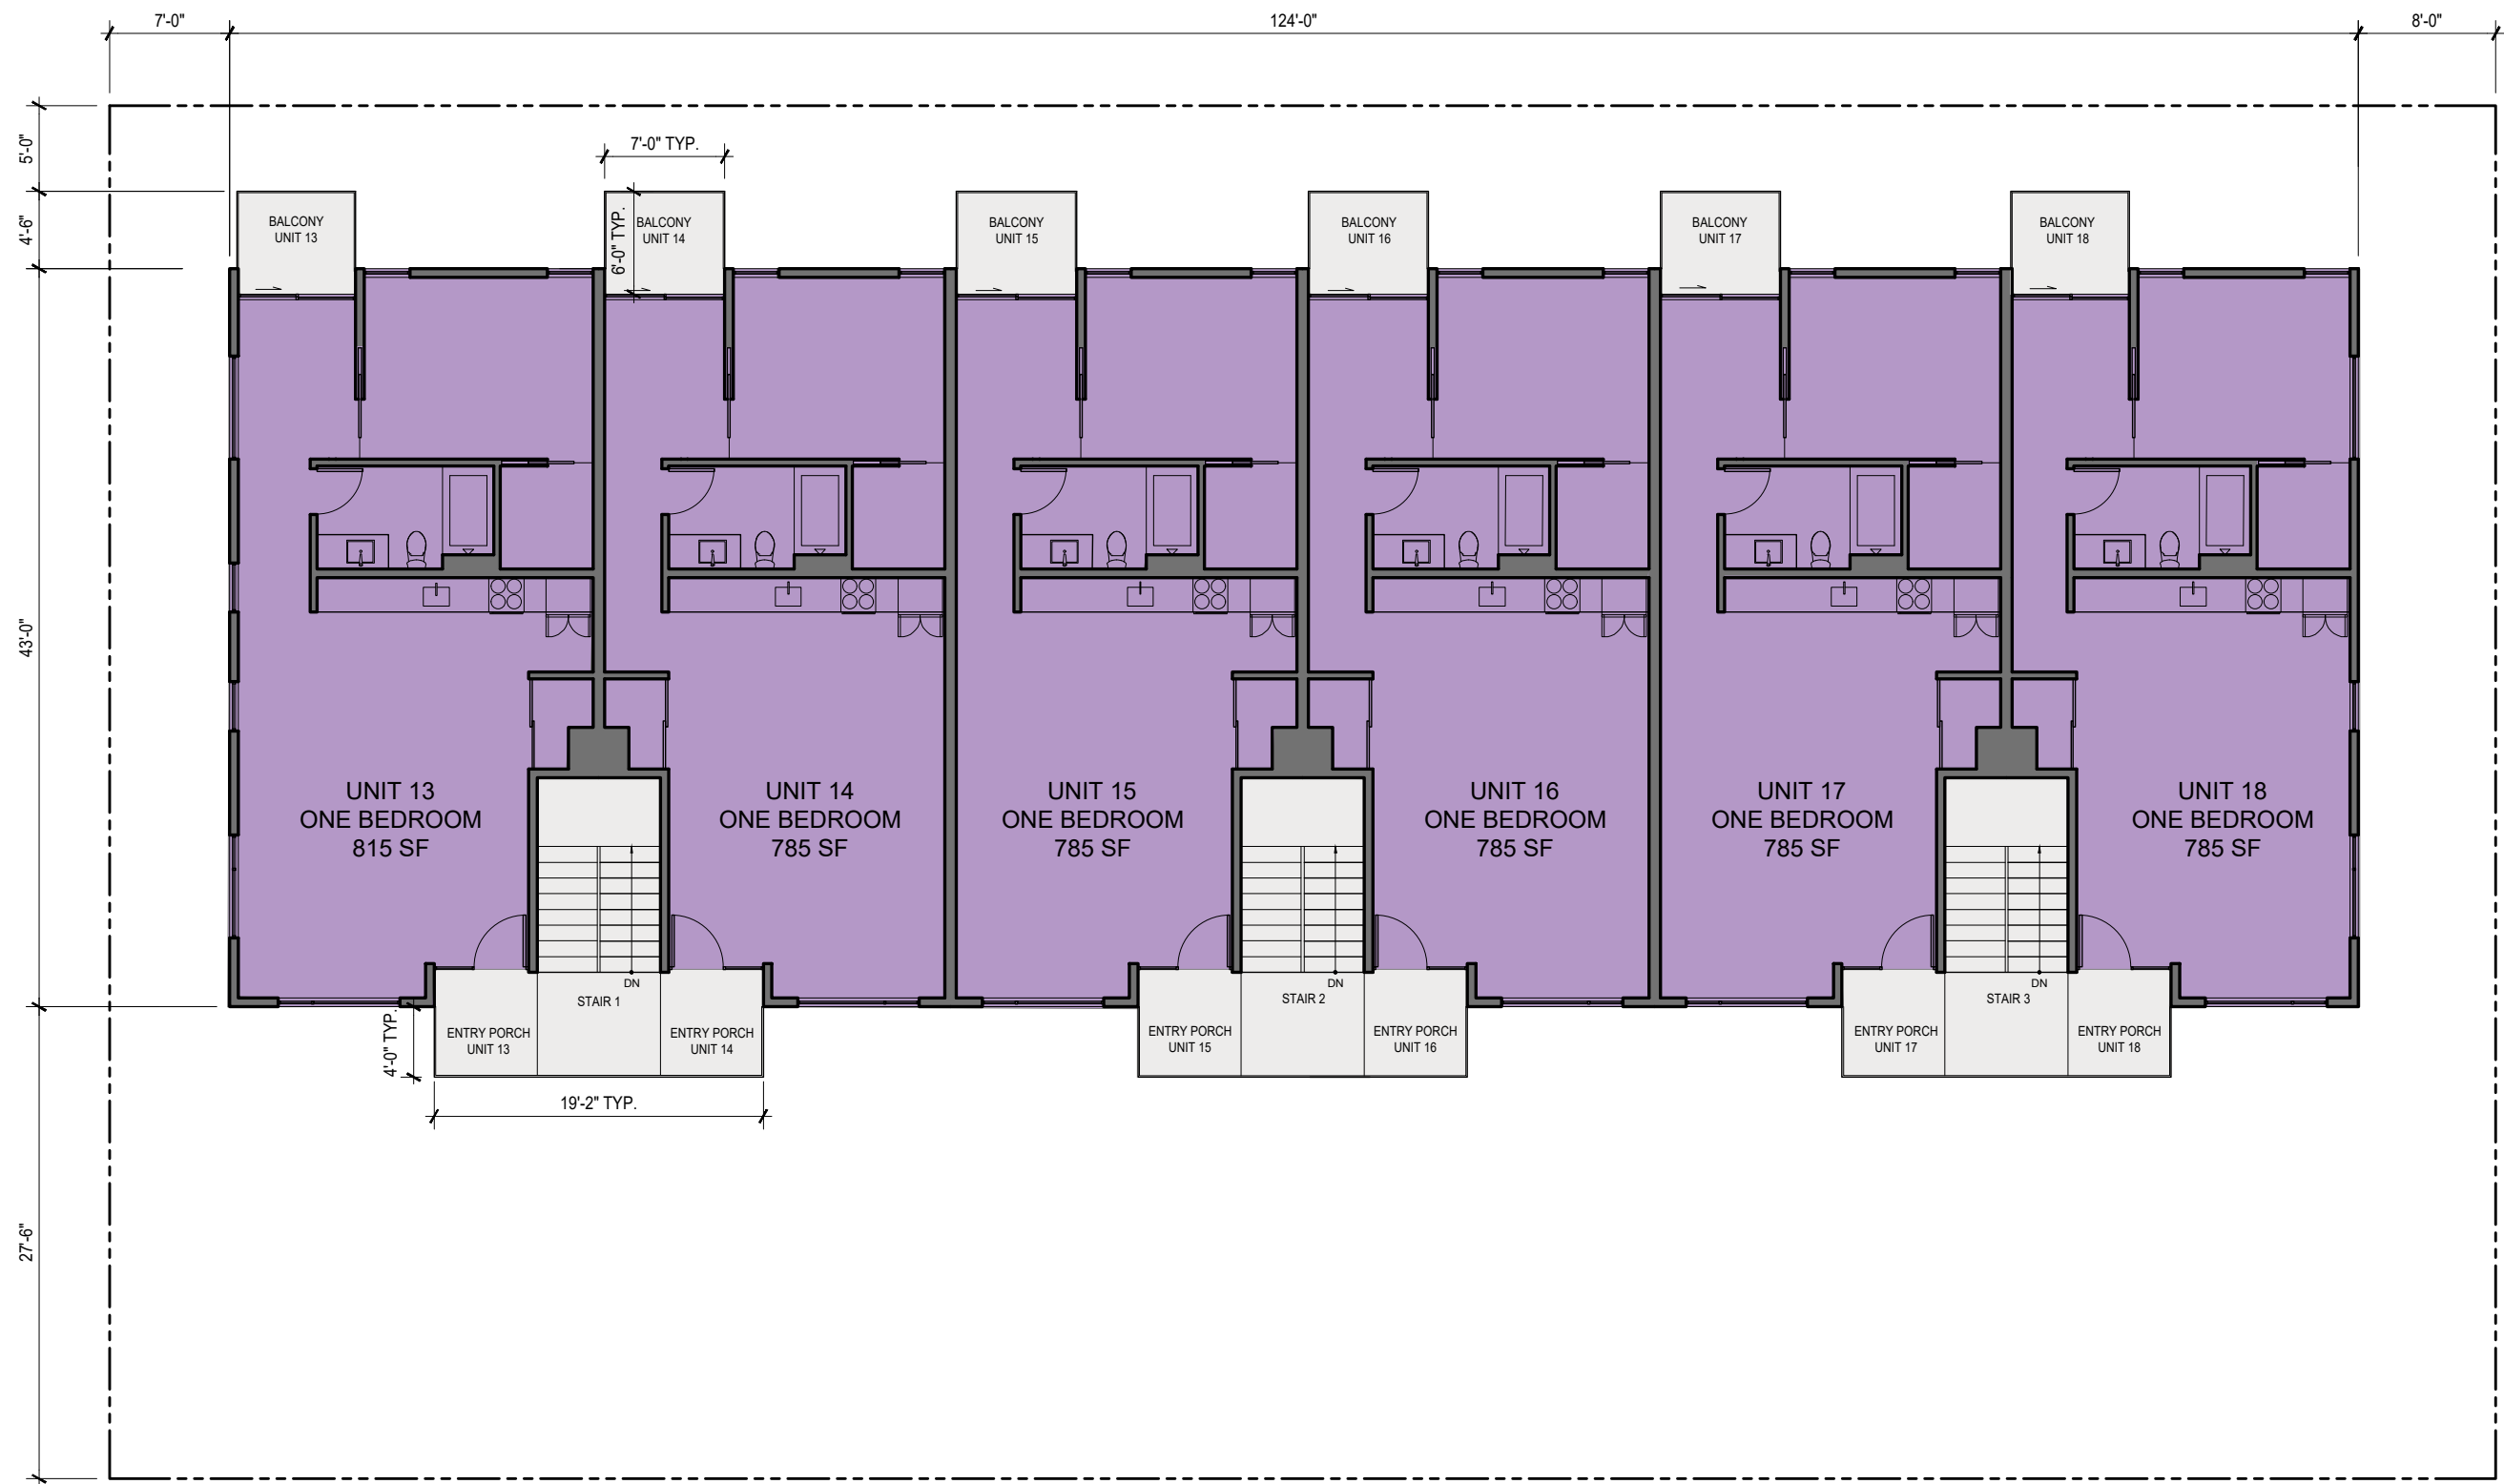 7'-0"
124'-0"
8'-0"
5'-0"
4'-6"
43'-0"
27'-6"
7'-0" TYP.
6'-0" TYP.
BALCONY
UNIT 13
BALCONY
UNIT 14
BALCONY
UNIT 15
BALCONY
UNIT 16
BALCONY
UNIT 17
BALCONY
UNIT 18
UNIT 13
ONE BEDROOM
815 SF
UNIT 14
ONE BEDROOM
785 SF
UNIT 15
ONE BEDROOM
785 SF
UNIT 16
ONE BEDROOM
785 SF
UNIT 17
ONE BEDROOM
785 SF
UNIT 18
ONE BEDROOM
785 SF
DN
STAIR 1
DN
STAIR 2
DN
STAIR 3
ENTRY PORCH
UNIT 13
ENTRY PORCH
UNIT 14
ENTRY PORCH
UNIT 15
ENTRY PORCH
UNIT 16
ENTRY PORCH
UNIT 17
ENTRY PORCH
UNIT 18
4'-0" TYP.
19'-2" TYP.